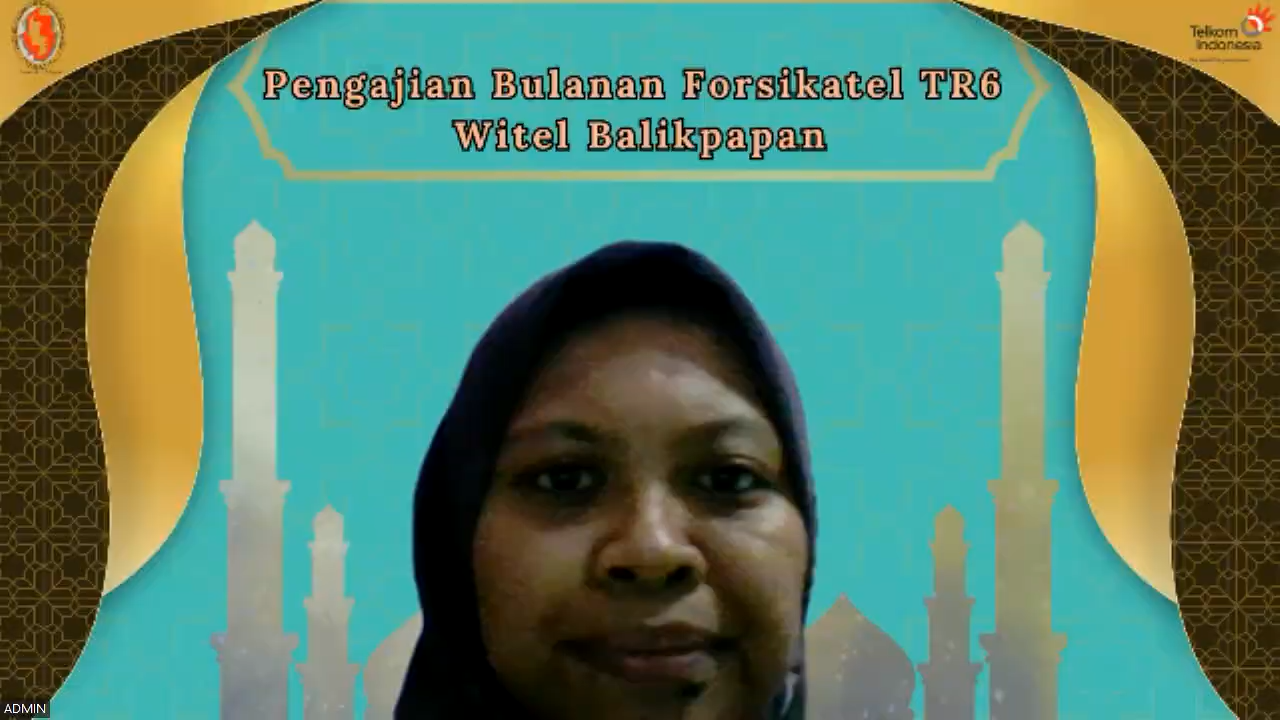 Telkom
Indonesia
Pengajian Bulanan Forsikatel TR6
Witel Balikpapan
ADMIN